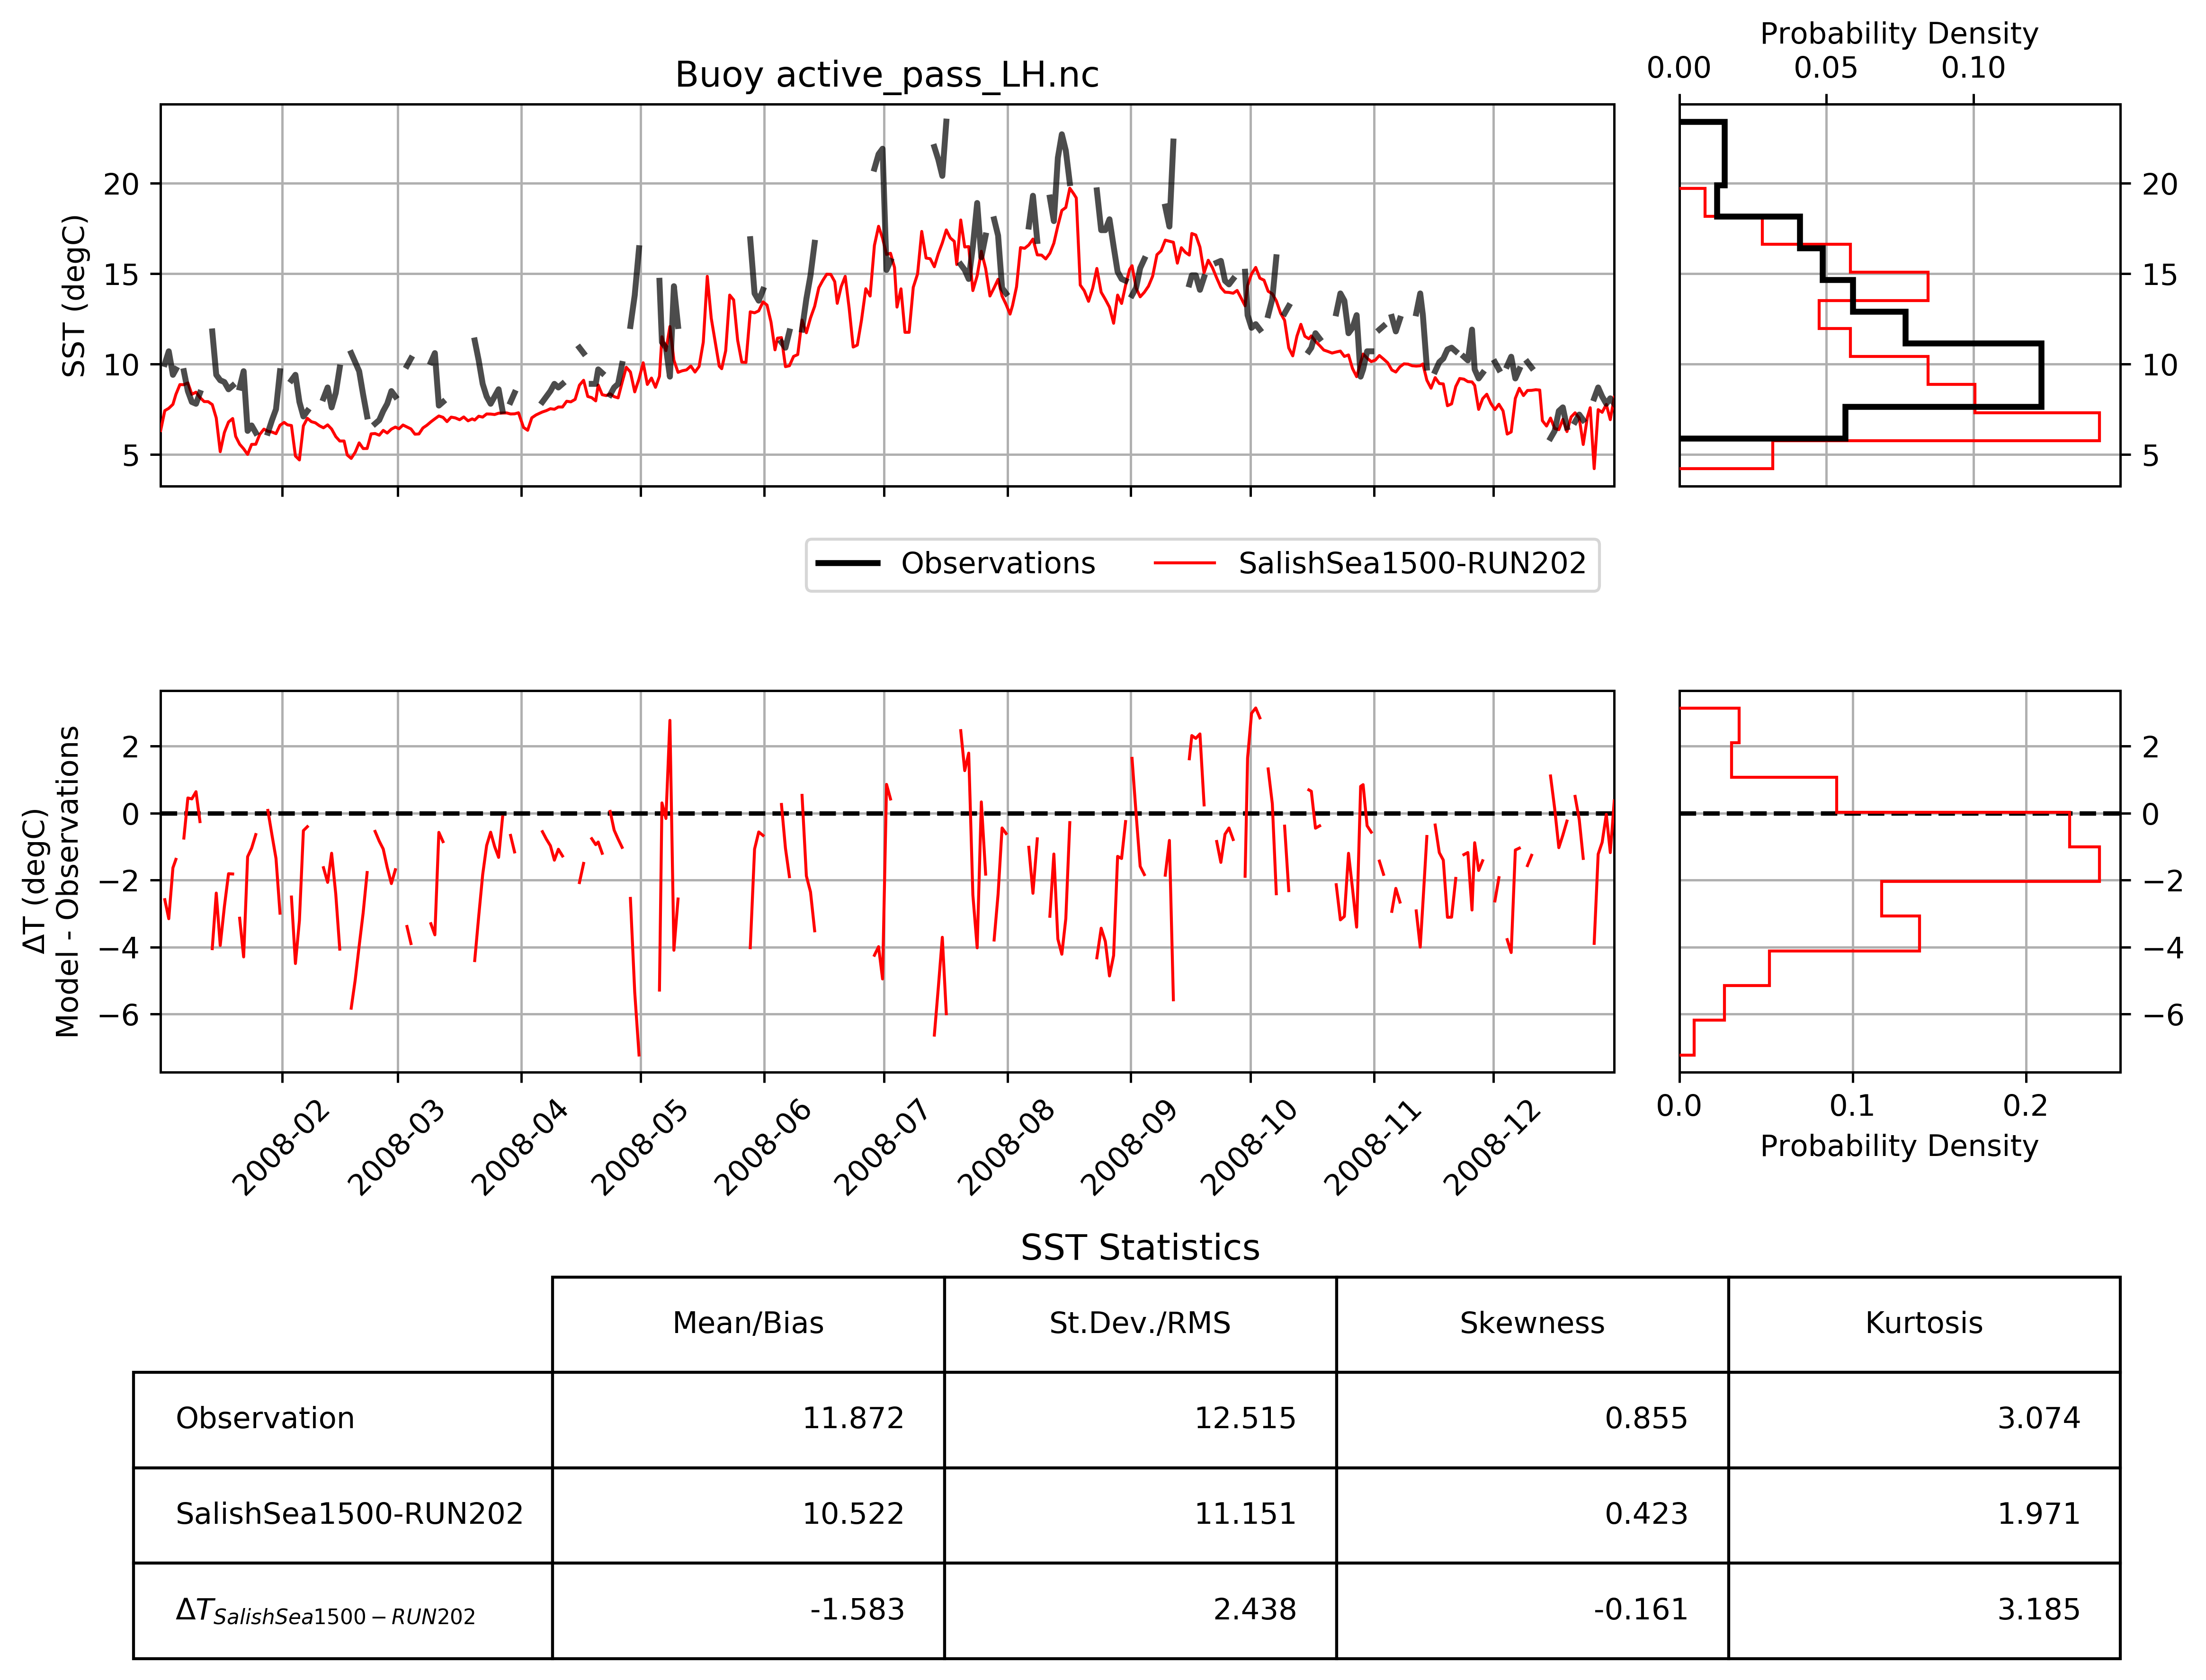 Probability Density
0.00 0.05 0.10
Buoy active_pass_LH.nc
SST (degC)
20
15
10
5
20
15
10
5
Observations SalishSea1500-RUN202
ΔT (degC)
Model - Observations
2
0
−2
−4
−6
2
0
−2
−4
−6
2008-02 2008-03 2008-04 2008-05 2008-06 2008-07 2008-08 2008-09 2008-10 2008-11 2008-12
0.0 0.1 0.2
Probability Density
SST Statistics
Mean/Bias St.Dev./RMS Skewness Kurtosis
Observation 11.872 12.515 0.855 3.074
SalishSea1500-RUN202 10.522 11.151 0.423 1.971
ΔT SalishSea1500−RUN202 -1.583 2.438 -0.161 3.185